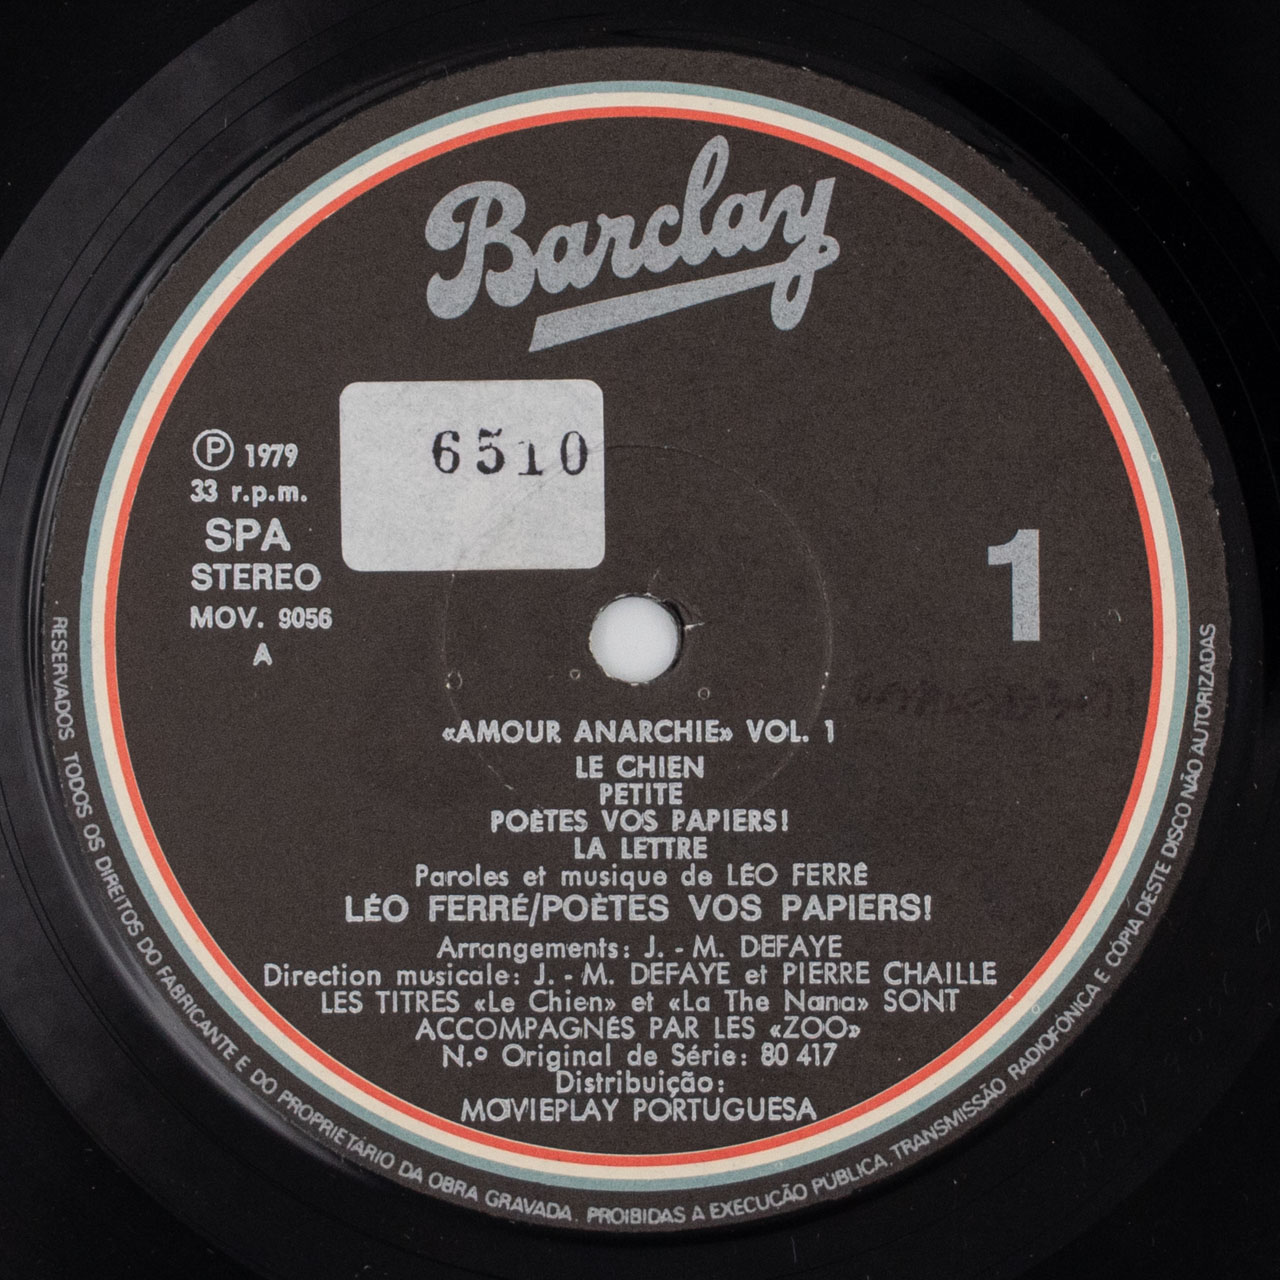 Barclay
6510
Ⓟ 1979
33 r.p.m.
SPA
STEREO
MOV. 9056
A
1
«AMOUR ANARCHIE» VOL. 1
LE CHIEN
PETITE
POÈTES VOS PAPIERS!
LA LETTRE
Paroles et musique de LÉO FERRÉ
LÉO FERRÉ/POÈTES VOS PAPIERS!
Arrangements: J. - M. DEFAYE
Direction musicale: J. - M. DEFAYE et PIERRE CHAILLE
LES TITRES «Le Chien» et «La The Nana» SONT
ACCOMPAGNÉS PAR LES «ZOO»
N.º Original de Série: 80 417
Distribuição:
MOVIEPLAY PORTUGUESA
. RESERVADOS TODOS OS DIREITOS DO FABRICANTE E DO PROPRIETÁRIO DA OBRA GRAVADA. PROIBIDAS A EXECUÇÃO PÚBLICA, TRANSMISSÃO RADIOFÓNICA E CÓPIA DESTE DISCO NÃO AUTORIZADAS